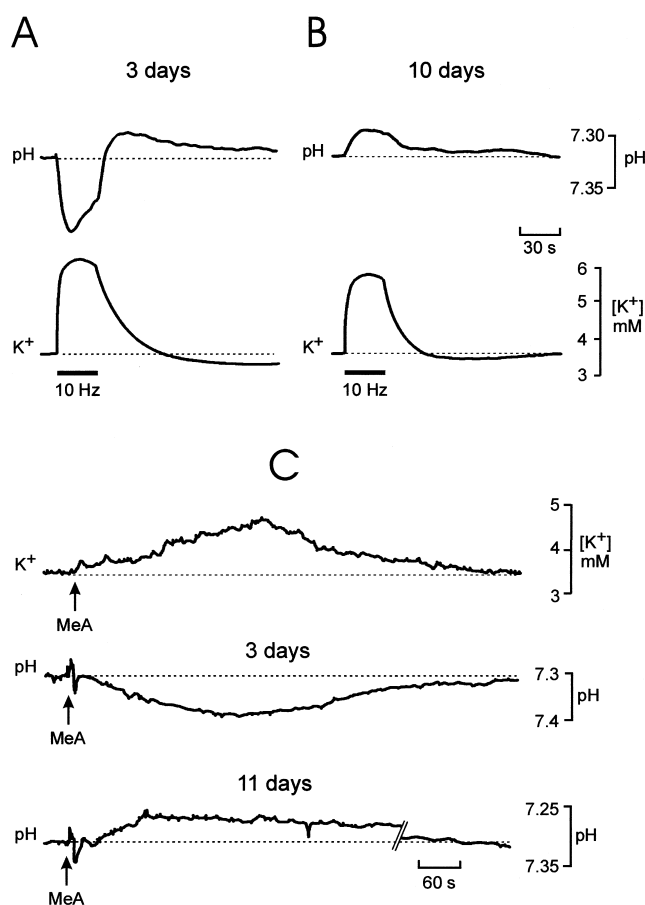 A
B
3 days
10 days
pH
pH
7.30
7.35
pH
30 s
K+
K+
6
5
4
3
[K+]
mM
10 Hz
10 Hz
C
K+
5
4
3
[K+]
mM
MeA
3 days
pH
7.3
7.4
pH
MeA
11 days
pH
7.25
7.35
pH
MeA
60 s